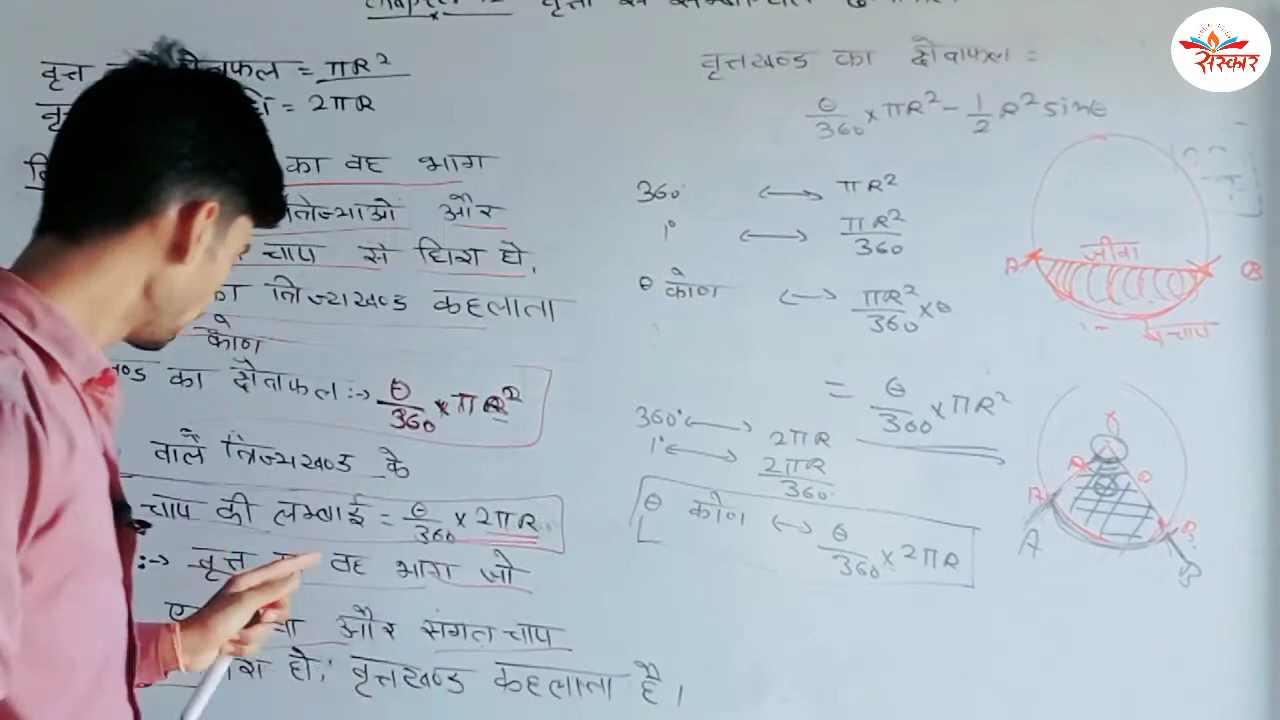 वृत्त क्षेत्रफल = πR²
= 2πR
का वह भाग
त्रिज्याओं और
चाप से घिरा हो,
त्रिज्यखण्ड कहलाता
θ कोण
का क्षेत्रफल :→ θ/360 × πR²
वाले त्रिज्यखण्ड के
चाप की लम्बाई = θ/360 × 2πR
:→ वृत्त वह भाग जो
और संगत चाप
हो, वृत्तखण्ड कहलाता है।
वृत्तखण्ड का क्षेत्रफल =
θ/360 × πR² - 1/2 R² sinθ
360° ↔ πR²
1° ↔ πR²/360
θ कोण ↔ πR²/360 × θ
= θ/360 × πR²
360° ↔ 2πR
1° ↔ 2πR/360°
θ कोण ↔ θ/360° × 2πR
संस्कार
जीवा
A B
चाप
O
A B
A B